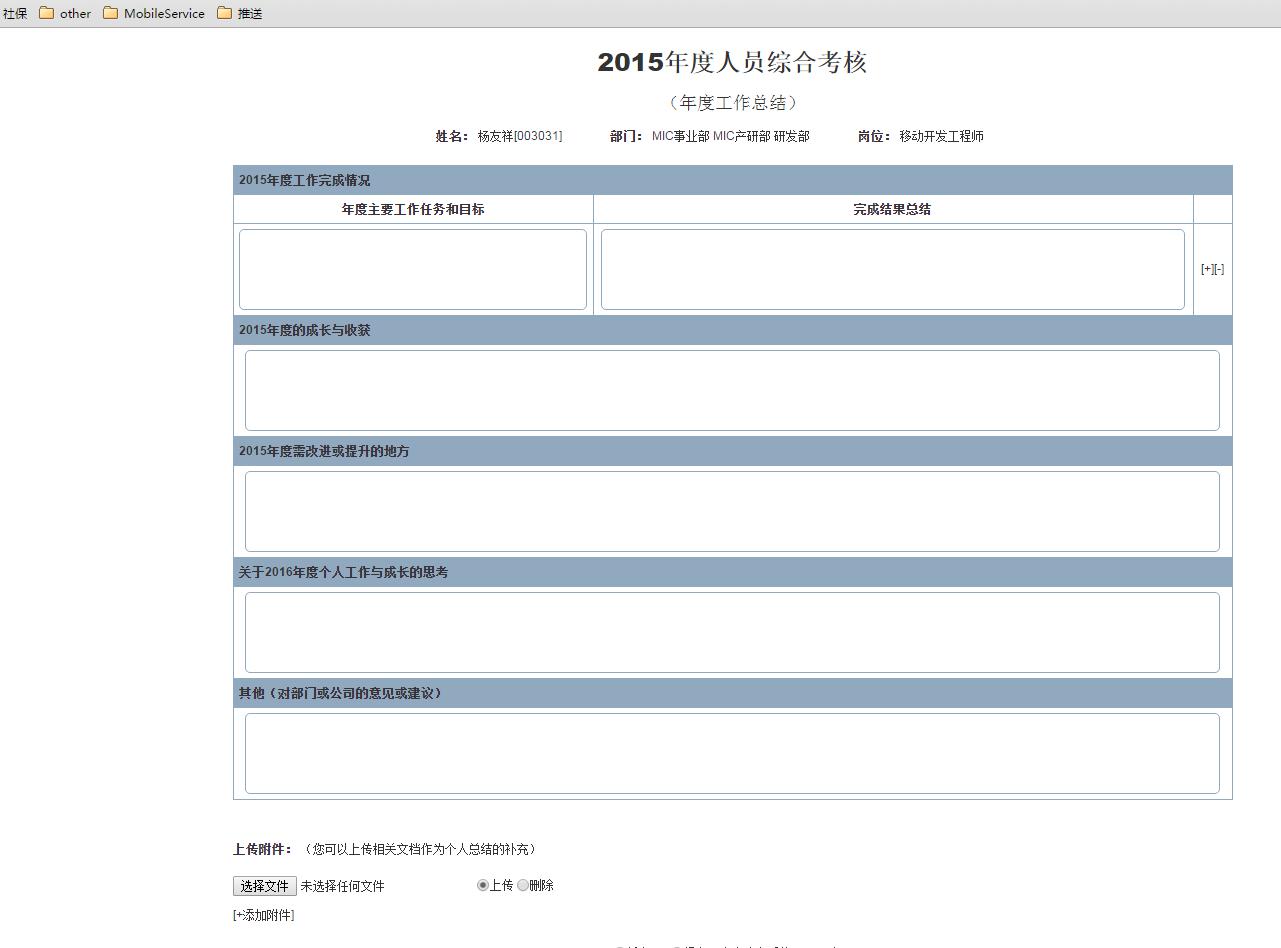 社保 other MobileService 推送
2015年度人员综合考核
（年度工作总结）
姓名： 杨友祥[003031] 部门： MIC事业部 MIC产研部 研发部 岗位： 移动开发工程师
2015年度工作完成情况
年度主要工作任务和目标 完成结果总结
[+][-]
2015年度的成长与收获
2015年度需改进或提升的地方
关于2016年度个人工作与成长的思考
其他（对部门或公司的意见或建议）
上传附件： （您可以上传相关文档作为个人总结的补充）
选择文件 未选择任何文件 上传 删除
[+添加附件]